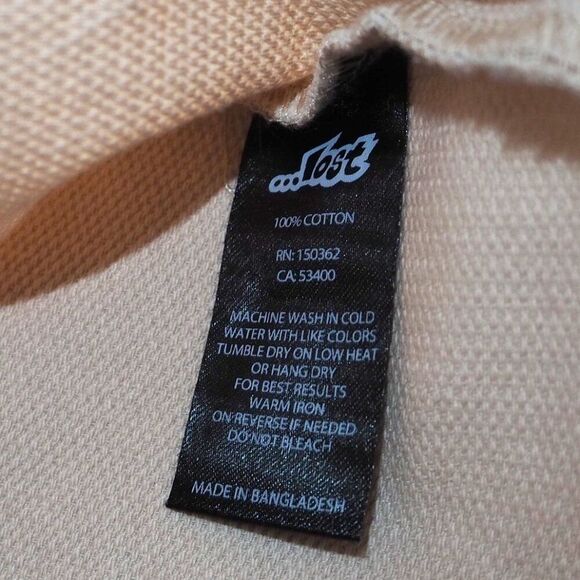 ...lost
100% COTTON
RN: 150362
CA: 53400
MACHINE WASH IN COLD
WATER WITH LIKE COLORS
TUMBLE DRY ON LOW HEAT
OR HANG DRY
FOR BEST RESULTS
WARM IRON
ON REVERSE IF NEEDED
DO NOT BLEACH
MADE IN BANGLADESH